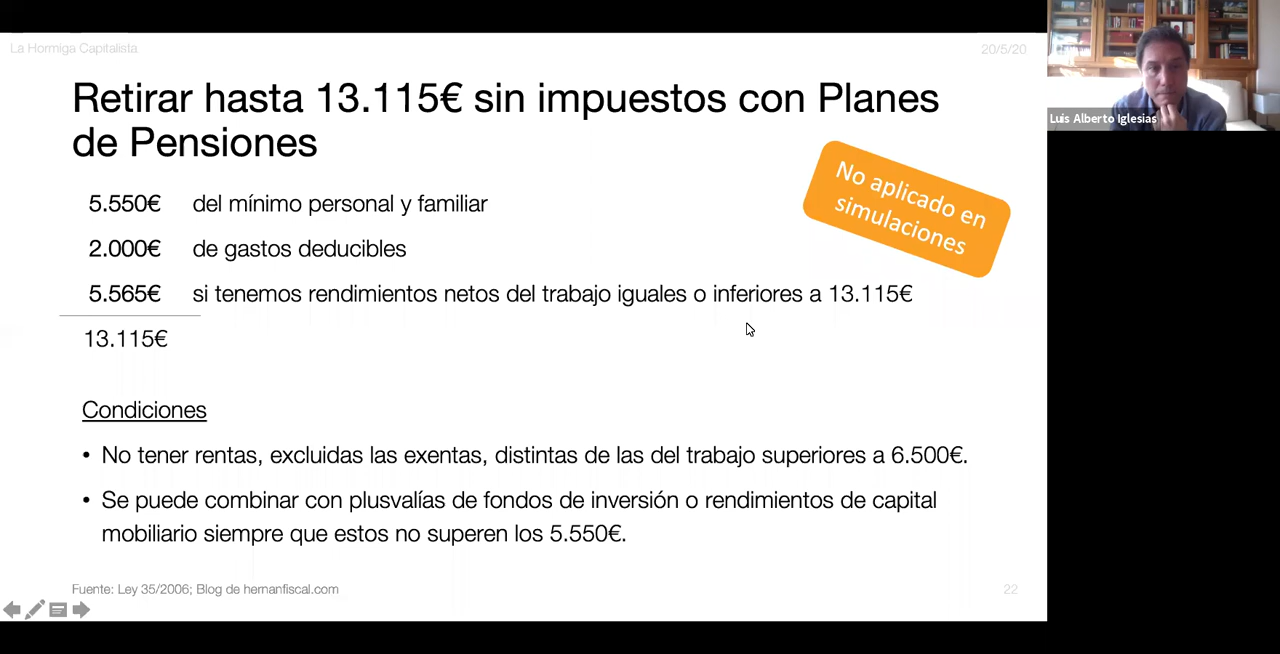 La Hormiga Capitalista
20/5/20
Retirar hasta 13.115€ sin impuestos con Planes
de Pensiones
No aplicado en
simulaciones
5.550€ del mínimo personal y familiar
2.000€ de gastos deducibles
5.565€ si tenemos rendimientos netos del trabajo iguales o inferiores a 13.115€
13.115€
Condiciones
• No tener rentas, excluidas las exentas, distintas de las del trabajo superiores a 6.500€.
• Se puede combinar con plusvalías de fondos de inversión o rendimientos de capital
mobiliario siempre que estos no superen los 5.550€.
Fuente: Ley 35/2006; Blog de hernanfiscal.com
22
Luis Alberto Iglesias